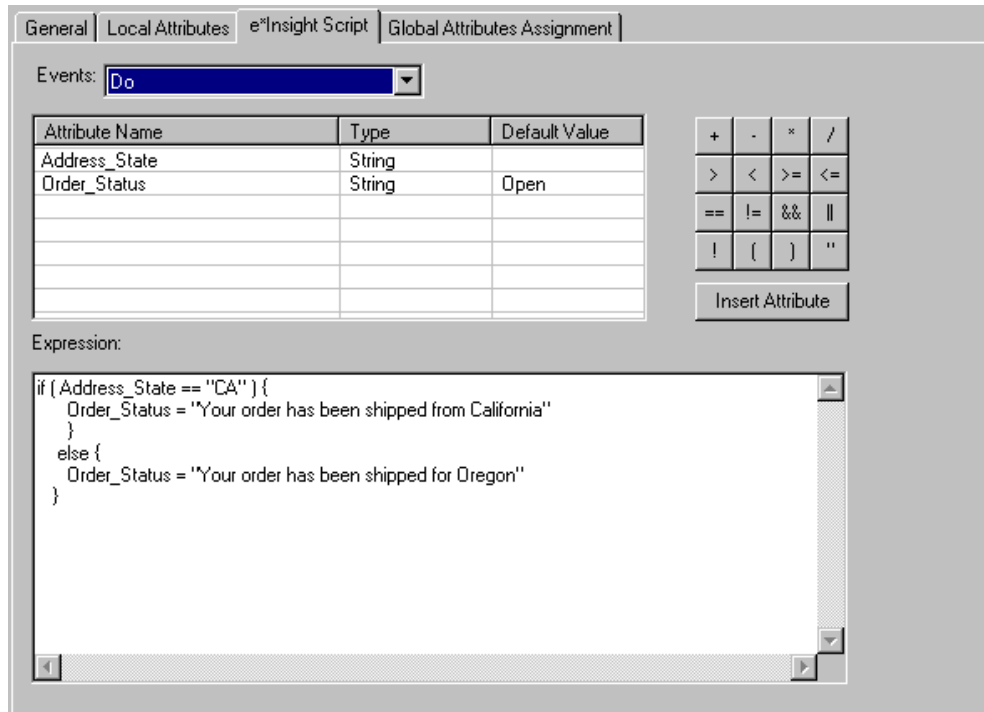 General Local Attributes e*Insight Script Global Attributes Assignment
Events: Do
Attribute Name Type Default Value
Address_State String
Order_Status String Open
+ - * /
> < >= <=
== != && ||
! ( ) "
Insert Attribute
Expression:
if ( Address_State == "CA" ) {
Order_Status = "Your order has been shipped from California"
}
else {
Order_Status = "Your order has been shipped for Oregon"
}